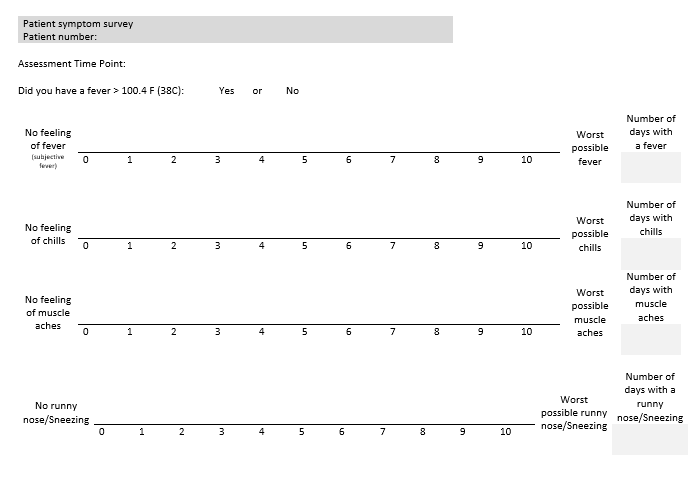 Patient symptom survey
Patient number:
Assessment Time Point:
Did you have a fever > 100.4 F (38C): Yes or No
No feeling
of fever
(subjective
fever)
0 1 2 3 4 5 6 7 8 9 10
Worst
possible
fever
Number of
days with
a fever
No feeling
of chills
0 1 2 3 4 5 6 7 8 9 10
Worst
possible
chills
Number of
days with
chills
No feeling
of muscle
aches
0 1 2 3 4 5 6 7 8 9 10
Worst
possible
muscle
aches
Number of
days with
muscle
aches
No runny
nose/Sneezing
0 1 2 3 4 5 6 7 8 9 10
Worst
possible runny
nose/Sneezing
Number of
days with a
runny
nose/Sneezing